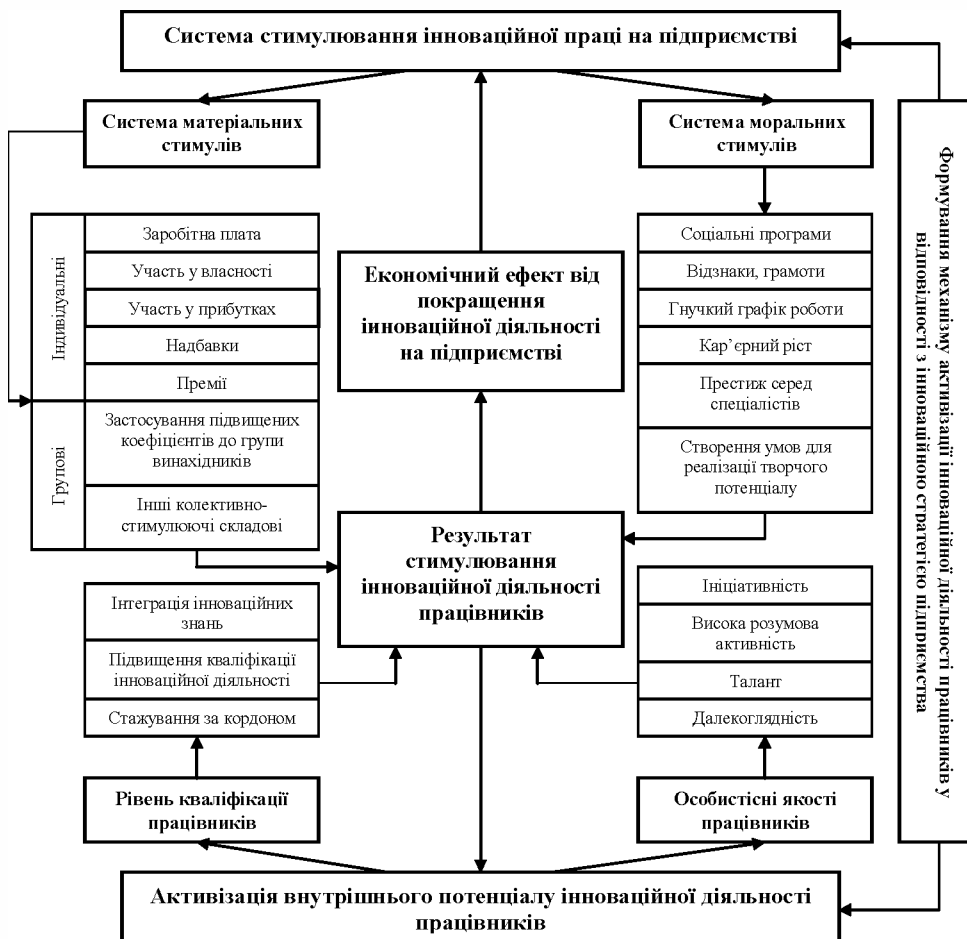 Система стимулювання інноваційної праці на підприємстві
Система матеріальних
стимулів
Система моральних
стимулів
Індивідуальні
Заробітна плата
Участь у власності
Участь у прибутках
Надбавки
Премії
Групові
Застосування підвищених
коефіцієнтів до групи
винахідників
Інші колективно-
стимулюючі складові
Економічний ефект від
покращення
інноваційної діяльності
на підприємстві
Соціальні програми
Відзнаки, грамоти
Гнучкий графік роботи
Кар’єрний ріст
Престиж серед
спеціалістів
Створення умов для
реалізації творчого
потенціалу
Результат
стимулювання
інноваційної діяльності
працівників
Інтеграція інноваційних
знань
Підвищення кваліфікації
інноваційної діяльності
Стажування за кордоном
Ініціативність
Висока розумова
активність
Талант
Далекоглядність
Рівень кваліфікації
працівників
Особистісні якості
працівників
Активізація внутрішнього потенціалу інноваційної діяльності
працівників
Формування механізму активізації інноваційної діяльності працівників у
відповідності з інноваційною стратегією підприємства